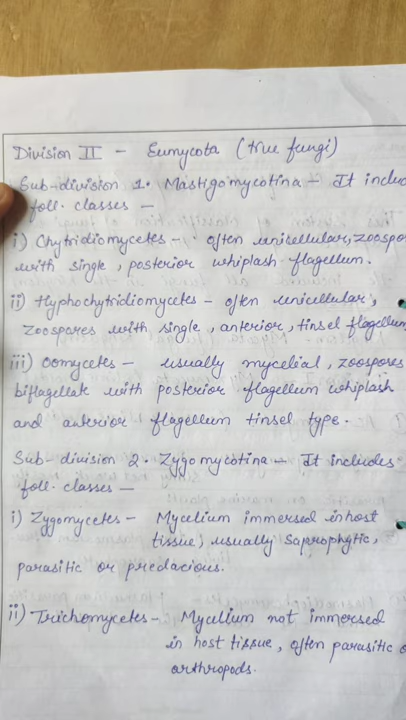 Division II - Eumycota (true fungi)
Sub-division 1. Mastigomycotina - It includ
foll. classes -
i) Chytridiomycetes - often unicellular, zoospo
with single, posterior whiplash flagellum.
ii) Hyphochytridiomycetes - often unicellular,
zoospores with single, anterior, tinsel flagellum
iii) Oomycetes - usually mycelial, zoospores
biflagellate with posterior flagellum whiplash
and anterior flagellum tinsel type.
Sub-division 2. Zygomycotina - It includes
foll. classes -
i) Zygomycetes - Mycelium immersed in host
tissue, usually saprophytic,
parasitic or predacious.
ii) Trichomycetes - Mycelium not immersed
in host tissue, often parasitic o
arthropods.